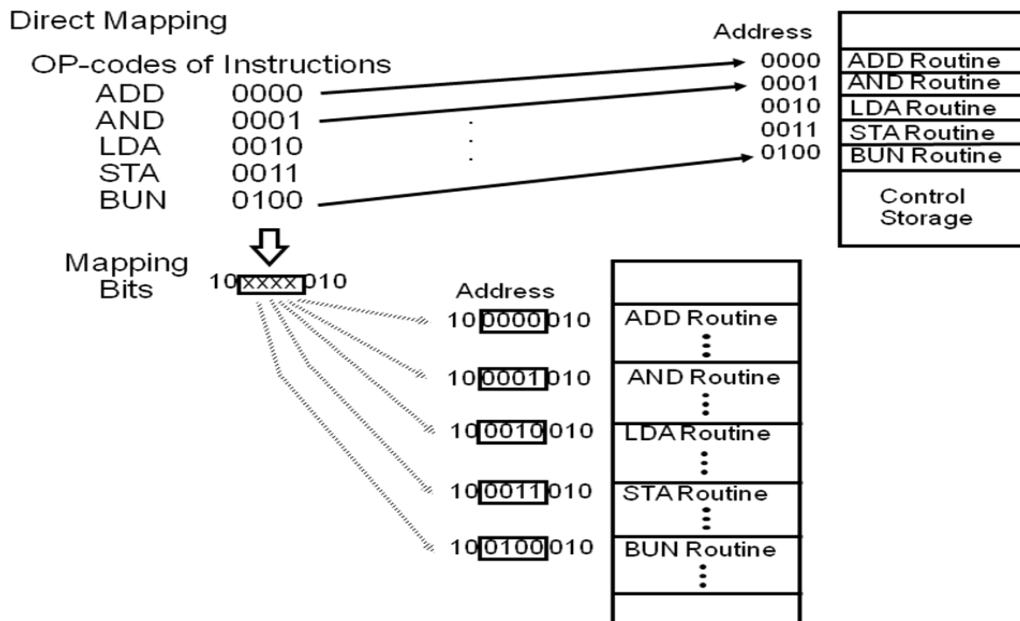 Direct Mapping
OP-codes of Instructions
ADD 0000
AND 0001
LDA 0010
STA 0011
BUN 0100
Address
0000 ADD Routine
0001 AND Routine
0010 LDA Routine
0011 STA Routine
0100 BUN Routine
Control
Storage
Mapping
Bits
10 xxxx 010
Address
10 0000 010 ADD Routine
10 0001 010 AND Routine
10 0010 010 LDA Routine
10 0011 010 STA Routine
10 0100 010 BUN Routine